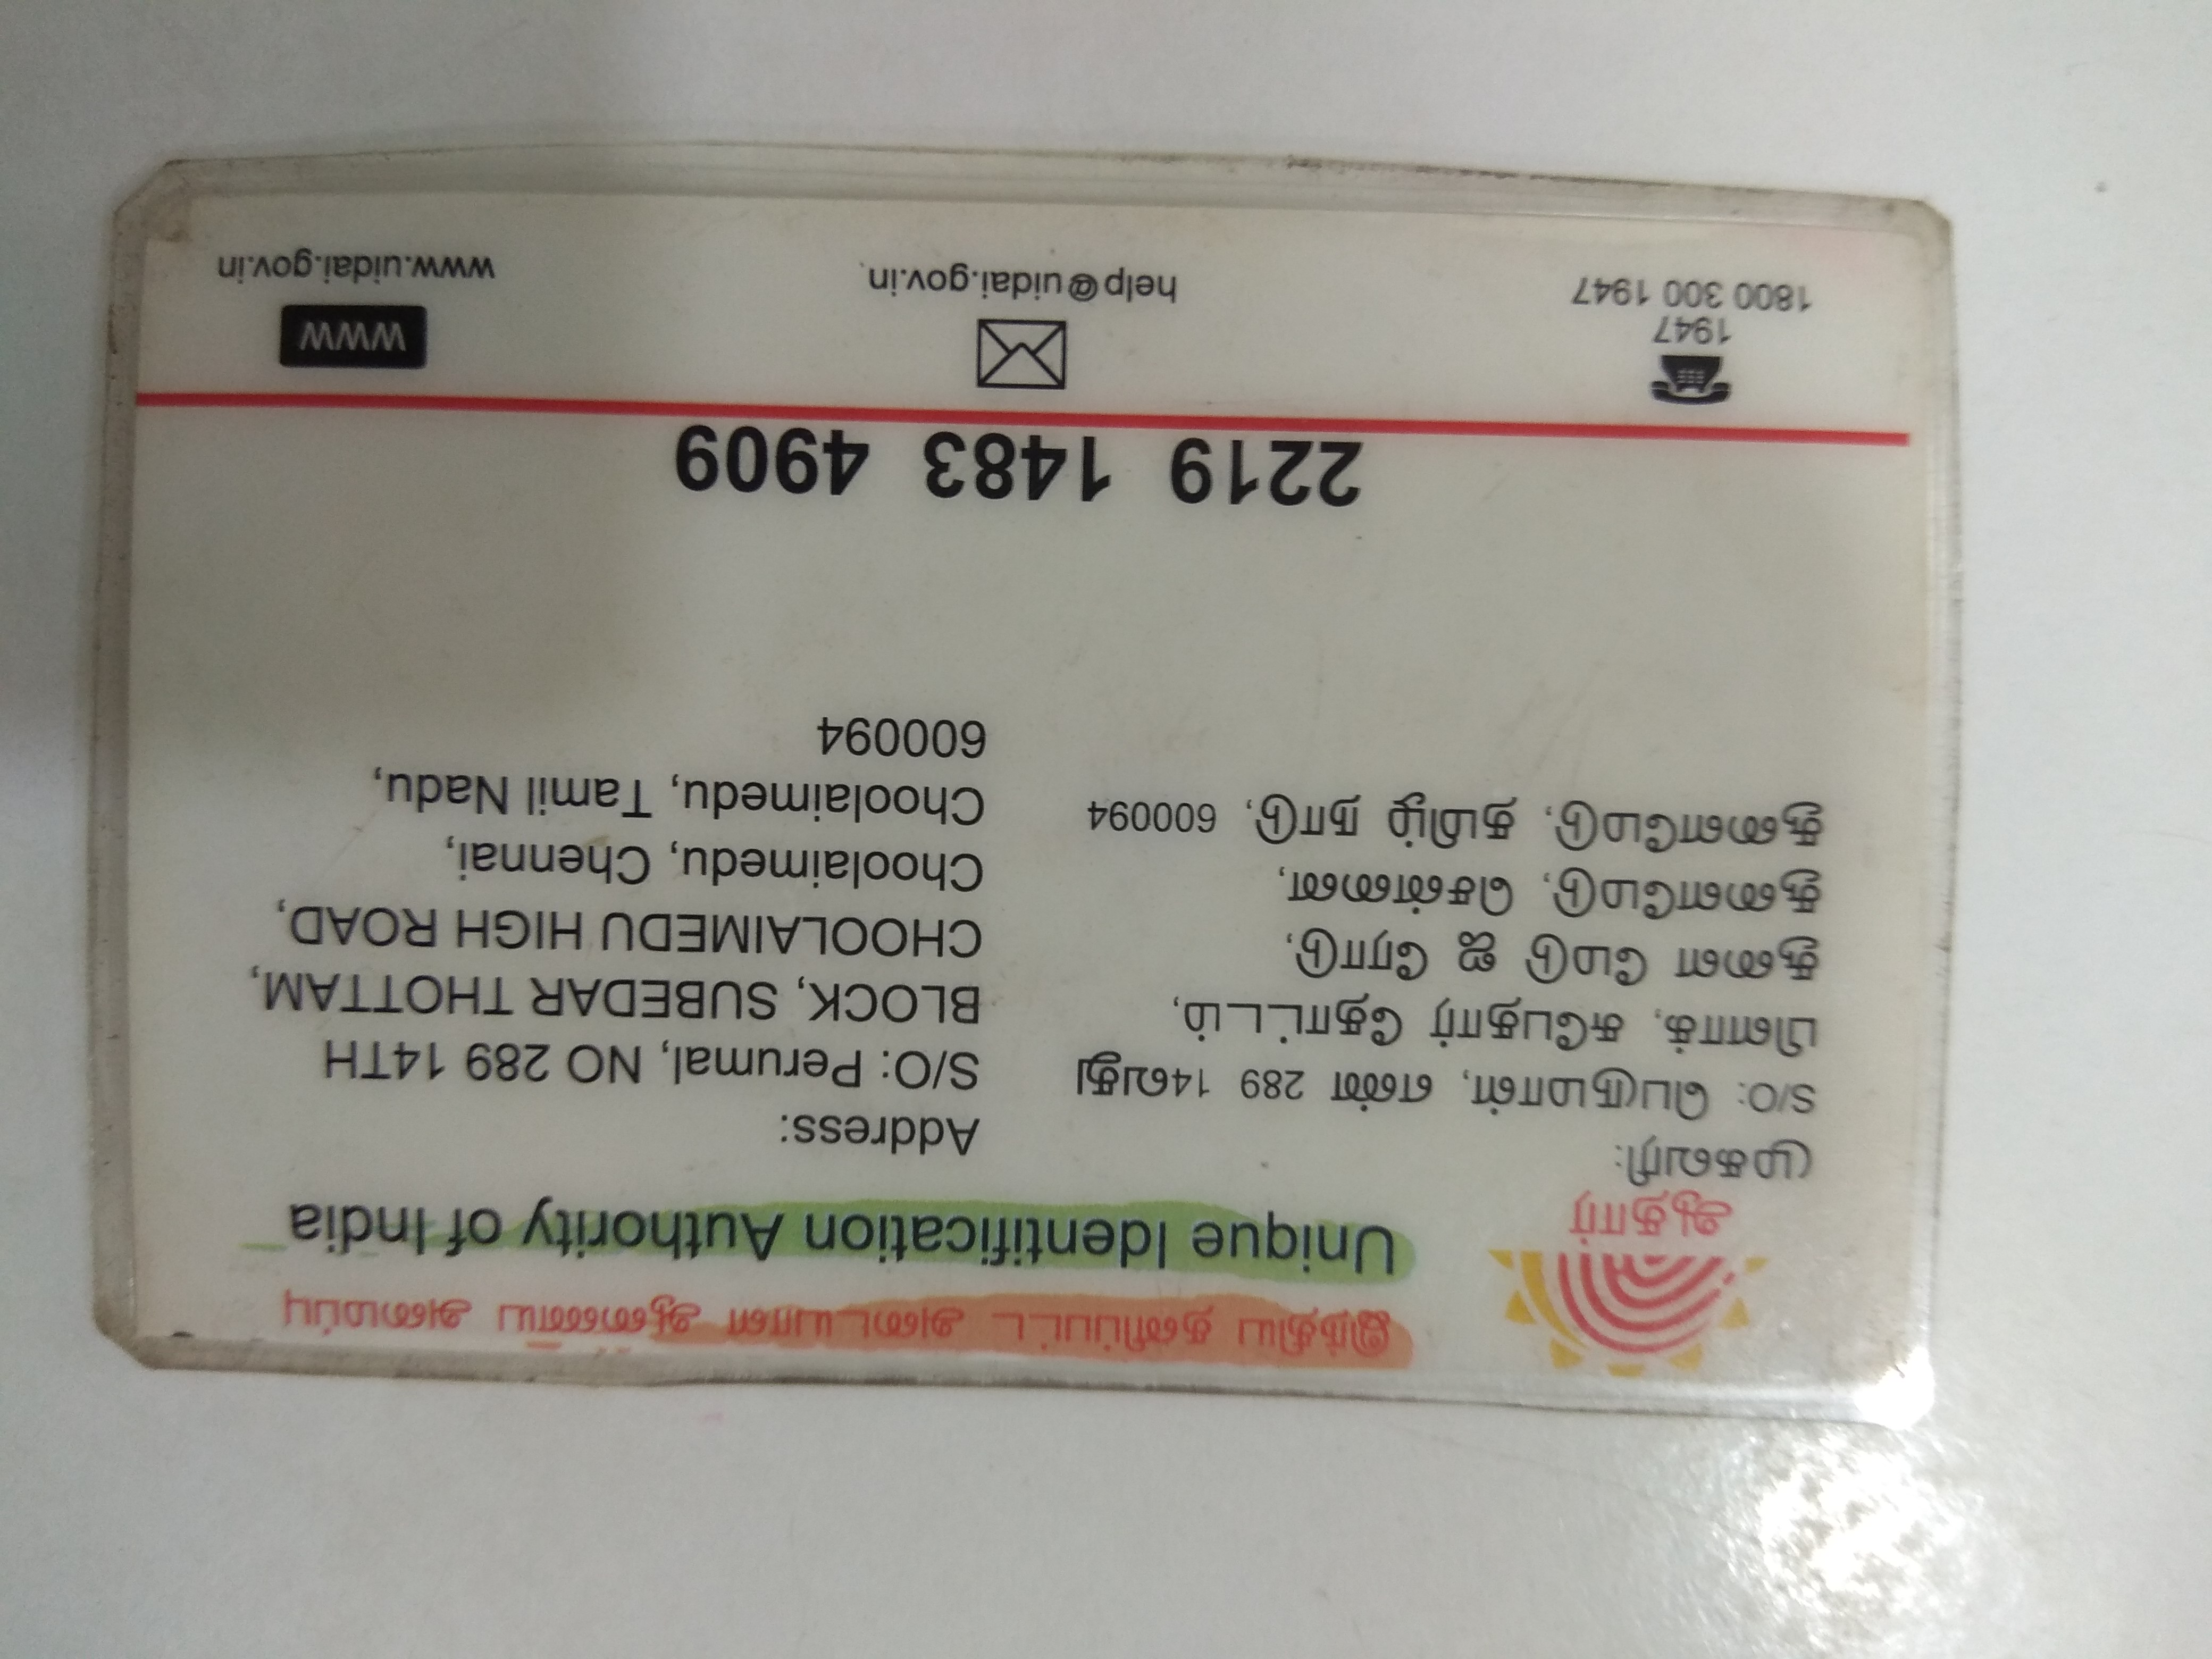 இந்திய தனிப்பட்ட அடையாள ஆணைய அமைப்பு
Unique Identification Authority of India
ஆதார்
முகவரி:
S/O: பெருமாள், எண் 289 14வது
பிளாக், சுபேதார் தோட்டம்,
சூளை மேடு ஐ ரோடு,
சூளைமேடு, சென்னை,
சூளைமேடு, தமிழ் நாடு, 600094
Address:
S/O: Perumal, NO 289 14TH
BLOCK, SUBEDAR THOTTAM,
CHOOLAIMEDU HIGH ROAD,
Choolaimedu, Chennai,
Choolaimedu, Tamil Nadu,
600094
2219 1483 4909
1947
1800 300 1947
help@uidai.gov.in
WWW
www.uidai.gov.in